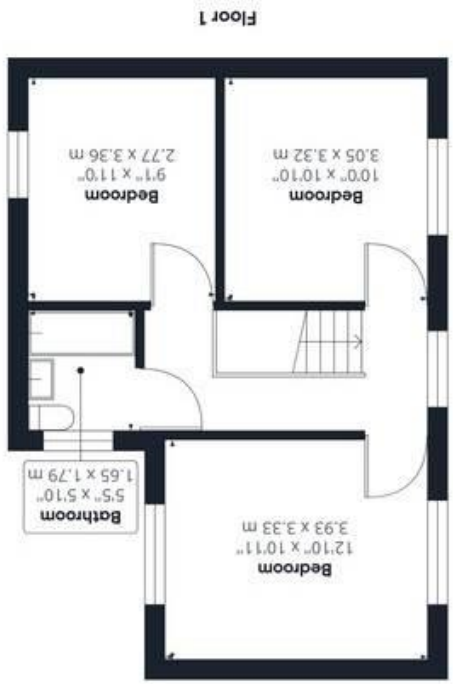 Bedroom
12'10" x 10'11"
3.93 x 3.33 m
Bathroom
5'5" x 5'10"
1.65 x 1.79 m
Bedroom
10'0" x 10'10"
3.05 x 3.32 m
Bedroom
9'1" x 11'0"
2.77 x 3.36 m
Floor 1